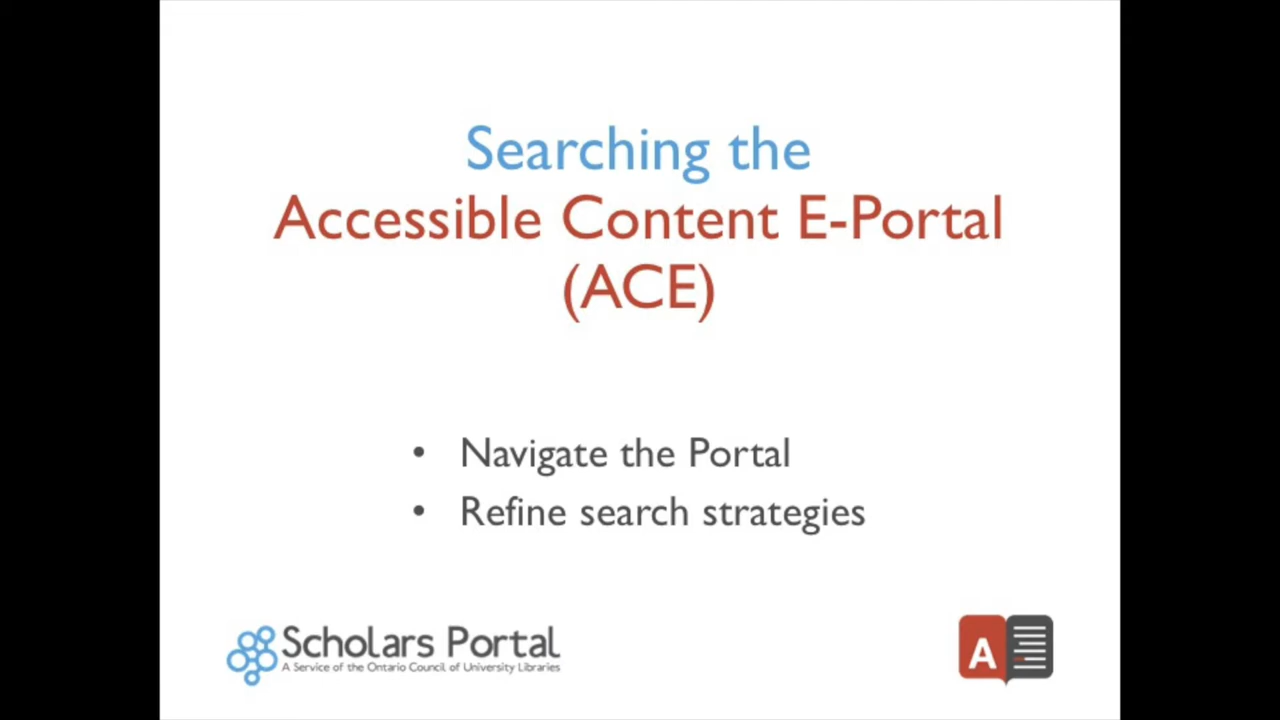 Searching the
Accessible Content E-Portal
(ACE)
• Navigate the Portal
• Refine search strategies
Scholars Portal
A Service of the Ontario Council of University Libraries
A